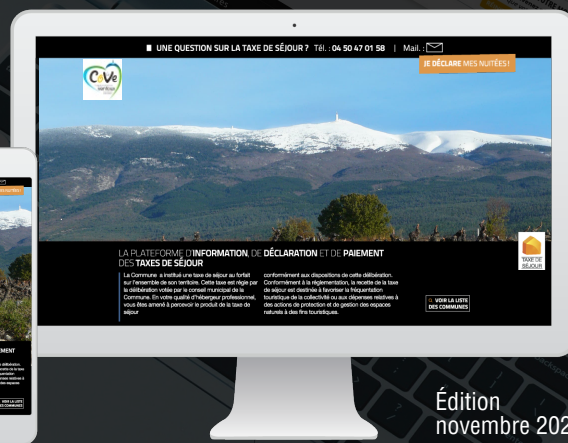 UNE QUESTION SUR LA TAXE DE SÉJOUR ? Tél. : 04 50 47 01 58 | Mail. :
JE DÉCLARE MES NUITÉES !
CoVe
LA PLATEFORME D'INFORMATION, DE DÉCLARATION ET DE PAIEMENT
DES TAXES DE SÉJOUR
La Commune a institué une taxe de séjour au forfait
sur l'ensemble de son territoire. Cette taxe est régie par
la délibération votée par le conseil municipal de la
Commune. En votre qualité d'hébergeur professionnel,
vous êtes amené à percevoir le produit de la taxe de
séjour
conformément aux dispositions de cette délibération.
Conformément à la règlementation, la recette de la taxe
de séjour est destinée à favoriser la fréquentation
touristique de la collectivité ou aux dépenses relatives à
des actions de protection et de gestion des espaces
naturels à des fins touristiques.
VOIR LA LISTE
DES COMMUNES
TAXE DE
SÉJOUR
VOIR LA LISTE
DES COMMUNES
Édition
novembre 202